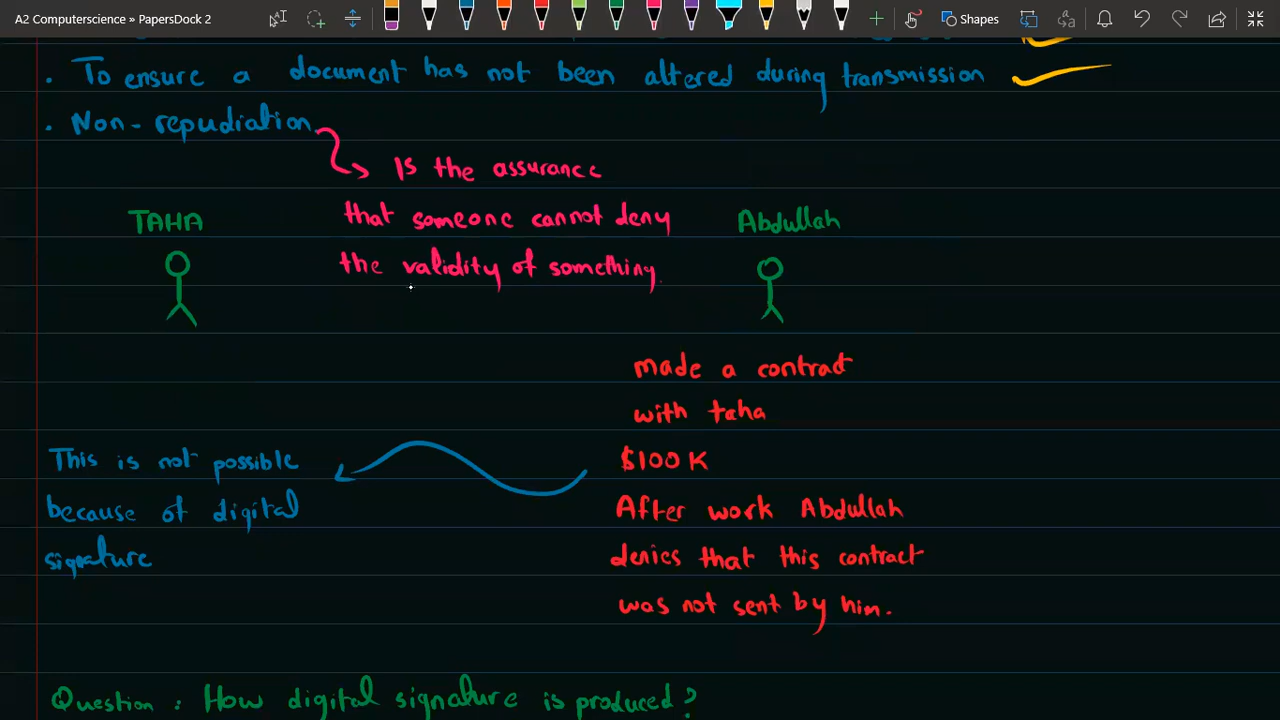 A2 Computerscience » PapersDock 2
Shapes
. To ensure a document has not been altered during transmission
. Non-repudiation
Is the assurance
that someone cannot deny
the validity of something.
TAHA
Abdullah
made a contract
with taha
$100K
After work Abdullah
denies that this contract
was not sent by him.
This is not possible
because of digital
signature
Question : How digital signature is produced?